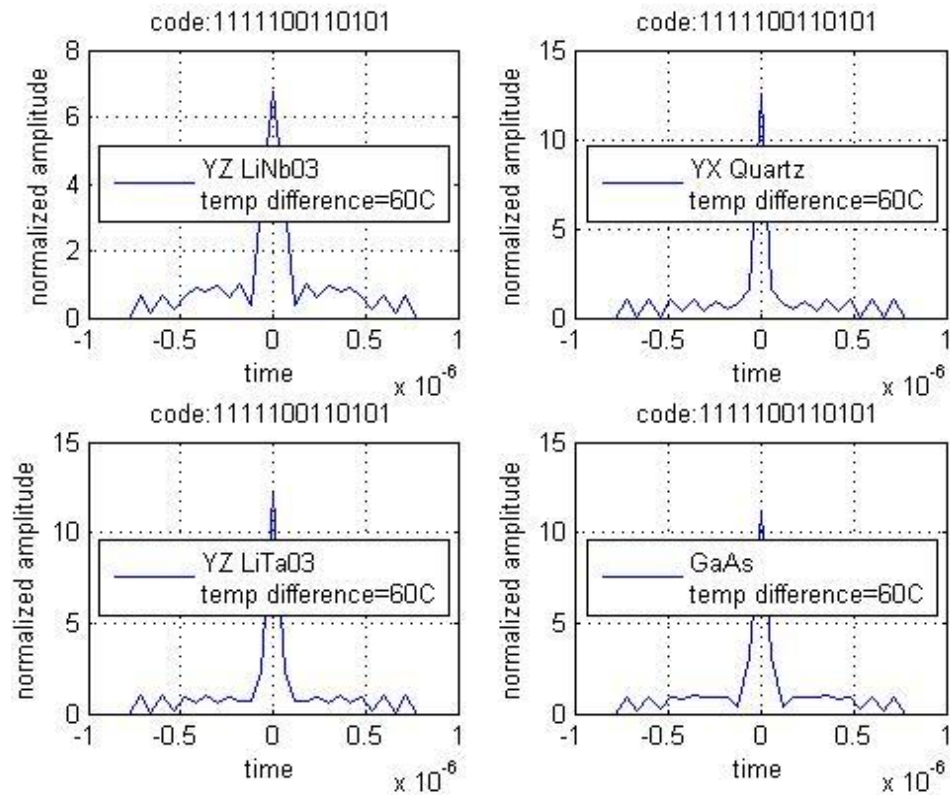 code:1111100110101
8
6
4
2
0
normalized amplitude
YZ LiNb03
temp difference=60C
-1
-0.5
0
0.5
1
time
x 10^-6
code:1111100110101
15
10
5
0
normalized amplitude
YX Quartz
temp difference=60C
-1
-0.5
0
0.5
1
time
x 10^-6
code:1111100110101
15
10
5
0
normalized amplitude
YZ LiTa03
temp difference=60C
-1
-0.5
0
0.5
1
time
x 10^-6
code:1111100110101
15
10
5
0
normalized amplitude
GaAs
temp difference=60C
-1
-0.5
0
0.5
1
time
x 10^-6